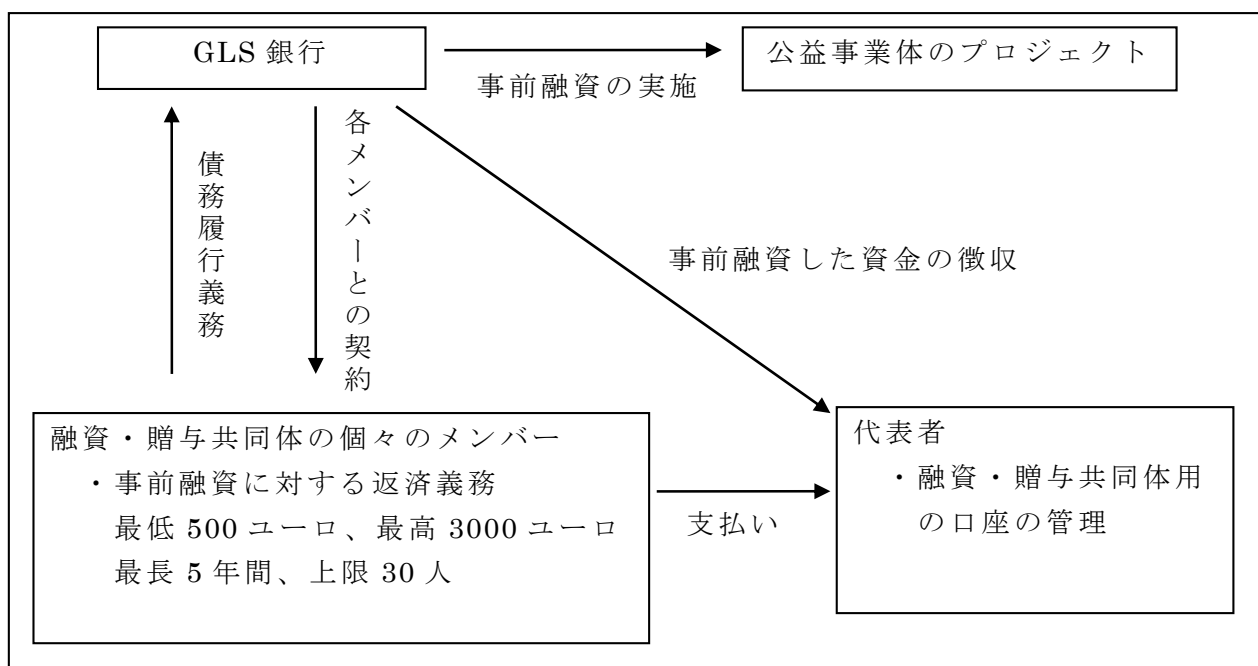 GLS 銀行
公益事業体のプロジェクト
事前融資の実施
債務履行義務
各メンバーとの契約
事前融資した資金の徴収
融資・贈与共同体の個々のメンバー
・事前融資に対する返済義務
最低 500 ユーロ、最高 3000 ユーロ
最長 5 年間、上限 30 人
支払い
代表者
・融資・贈与共同体用
の口座の管理